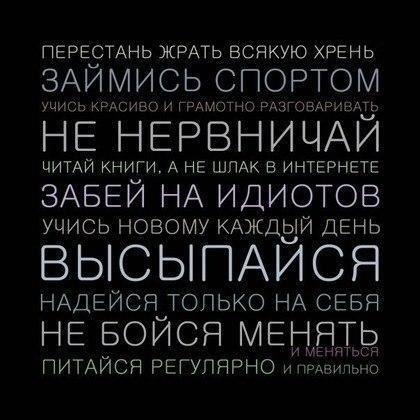 ПЕРЕСТАНЬ ЖРАТЬ ВСЯКУЮ ХРЕНЬ
ЗАЙМИСЬ СПОРТОМ
УЧИСЬ КРАСИВО И ГРАМОТНО РАЗГОВАРИВАТЬ
НЕ НЕРВНИЧАЙ
ЧИТАЙ КНИГИ, А НЕ ШЛАК В ИНТЕРНЕТЕ
ЗАБЕЙ НА ИДИОТОВ
УЧИСЬ НОВОМУ КАЖДЫЙ ДЕНЬ
ВЫСЫПАЙСЯ
НАДЕЙСЯ ТОЛЬКО НА СЕБЯ
НЕ БОЙСЯ МЕНЯТЬ
И МЕНЯТЬСЯ
ПИТАЙСЯ РЕГУЛЯРНО И ПРАВИЛЬНО